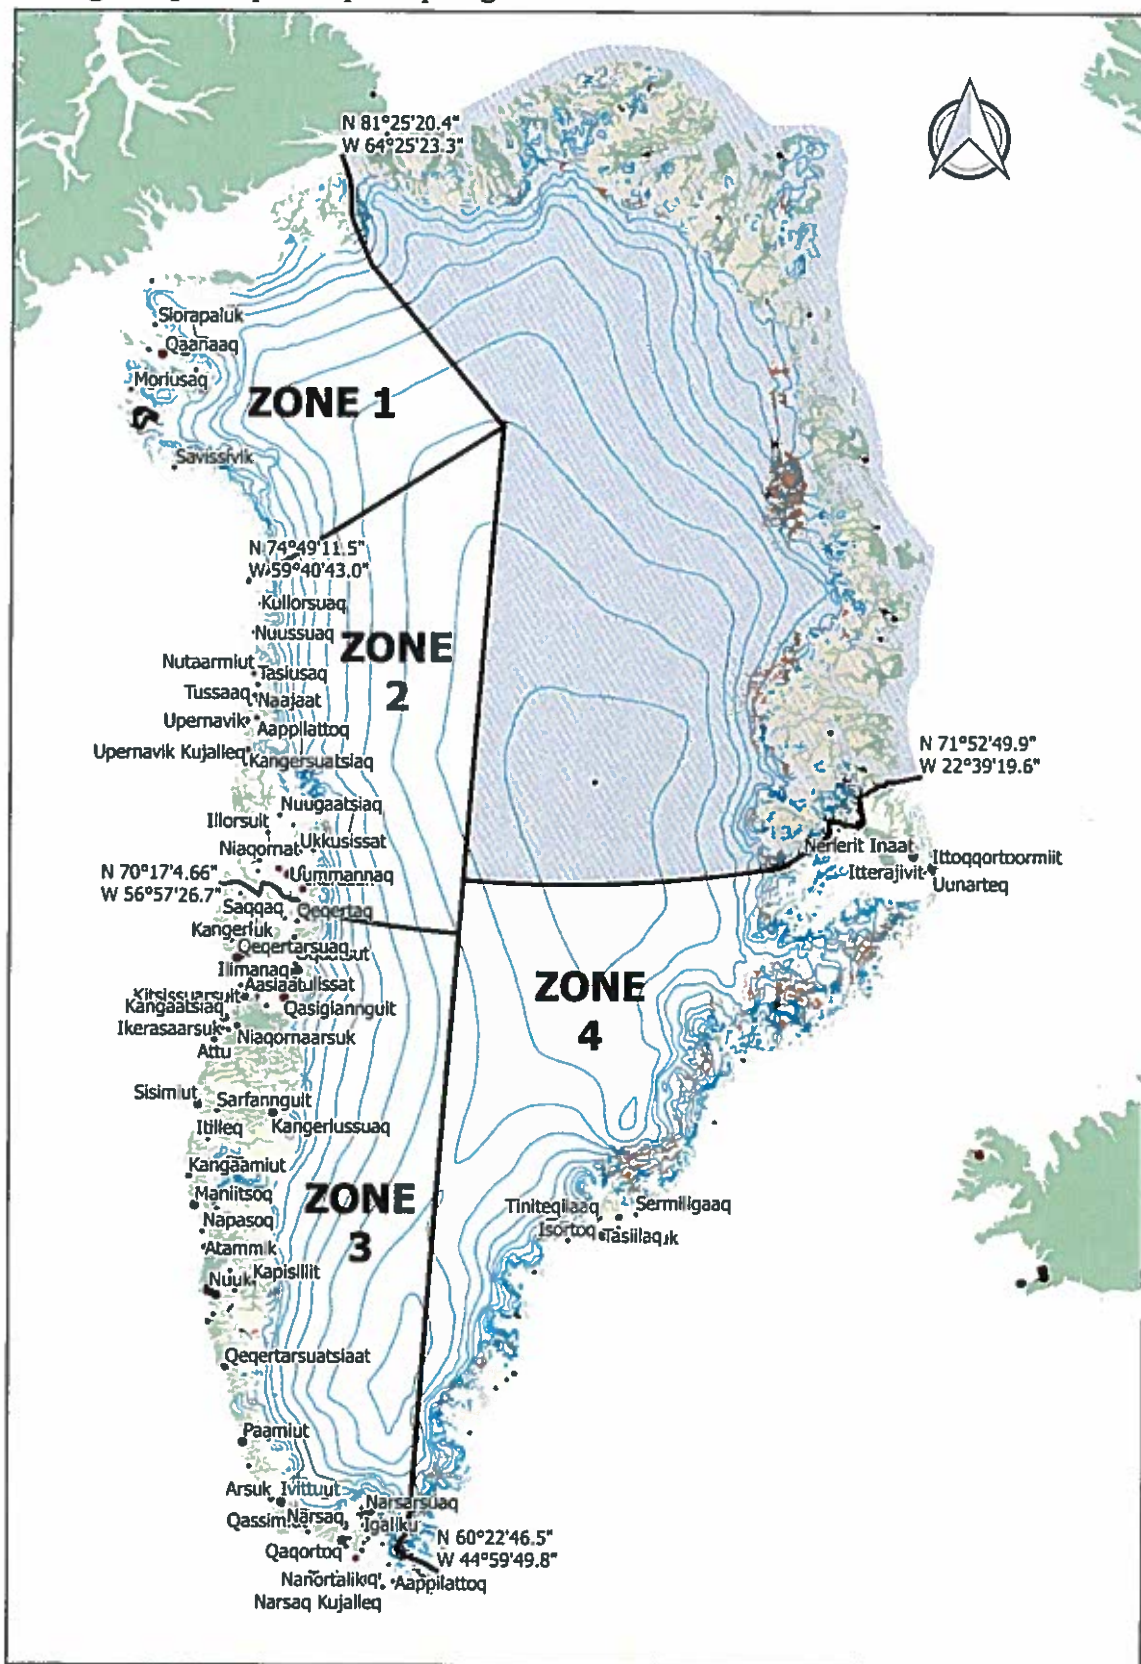 N 81°25'20.4"
W 64°25'23.3"
Siorapaluk
Qaanaaq
Moriusaq
ZONE 1
Savissivik
N 74°49'11.5"
W 59°40'43.0"
Kullorsuaq
Nuussuaq
ZONE
2
Nutaarmiut
Tasiusaq
Tussaaq
Naajaat
Upernavik
Aappilattoq
Upernavik Kujalleq
Kangersuatsiaq
N 71°52'49.9"
W 22°39'19.6"
Nuugaatsiaq
Illorsuit
Ukkusissat
Niaqornat
Nerlerit Inaat
Ittoqqortoormiit
Itterajivit
Uunarteq
N 70°17'4.66"
W 56°57'26.7"
Uummannaq
Saqqaq
Qeqertaq
Kangerluk
Qeqertarsuaq
Ilimanaq
Aasiaat
Ilulissat
Kitsissuarsuit
Kangaatsiaq
Qasigiannguit
Ikerasaarsuk
Niaqornaarsuk
Attu
ZONE
4
Sisimiut
Sarfannguit
Itilleq
Kangerlussuaq
Kangaamiut
Maniitsoq
ZONE
3
Napasoq
Atammik
Kapisillit
Nuuk
Tiniteqilaaq
Sermiligaaq
Isortoq
Tasiilaq
Qeqertarsuatsiaat
Paamiut
Arsuk
Ivittuut
Narsarsuaq
Qassimiut
Narsaq
Igaliku
N 60°22'46.5"
W 44°59'49.8"
Qaqortoq
Nanortalik
Aappilattoq
Narsaq Kujalleq